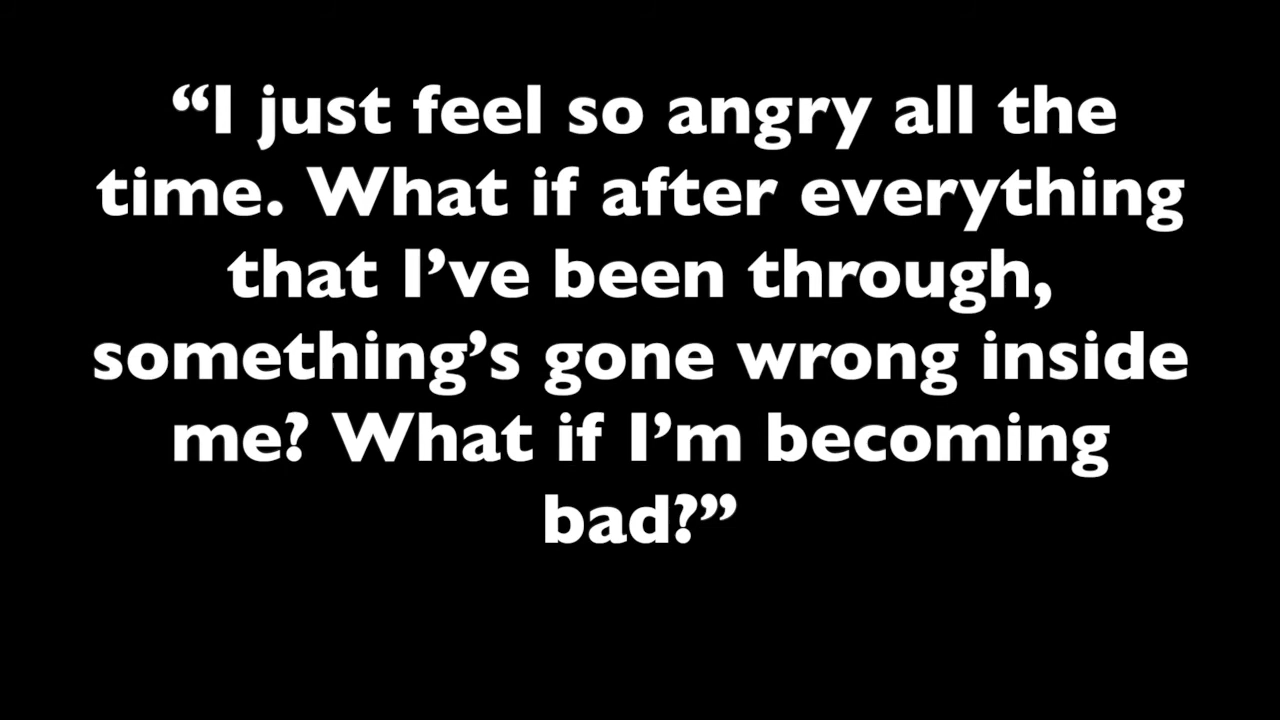 “I just feel so angry all the
time. What if after everything
that I’ve been through,
something’s gone wrong inside
me? What if I’m becoming
bad?”